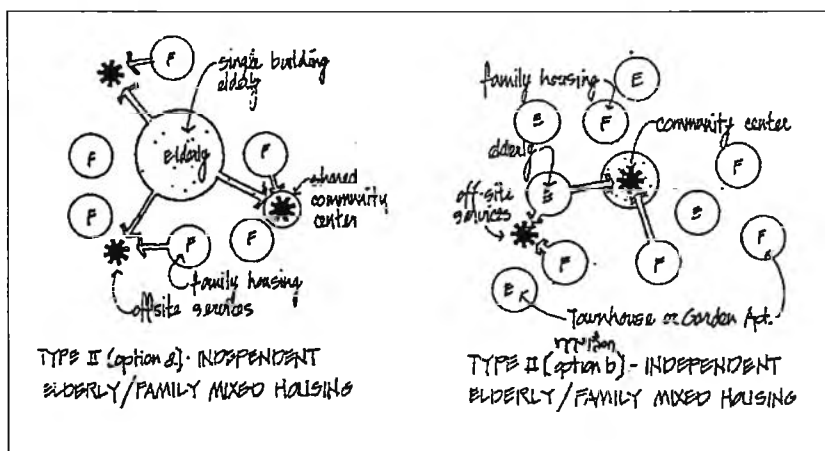 F
single building
elderly
Elderly
F
F
F
shared
community
center
F
F
family housing
offsite services
TYPE II (option a) - INDEPENDENT
ELDERLY/FAMILY MIXED HOUSING
family housing
E
E
F
community center
elderly
F
off-site
services
E
E
F
F
F
E
Townhouse or Garden Apt.
TYPE II (option b) - INDEPENDENT
ELDERLY/FAMILY MIXED HOUSING